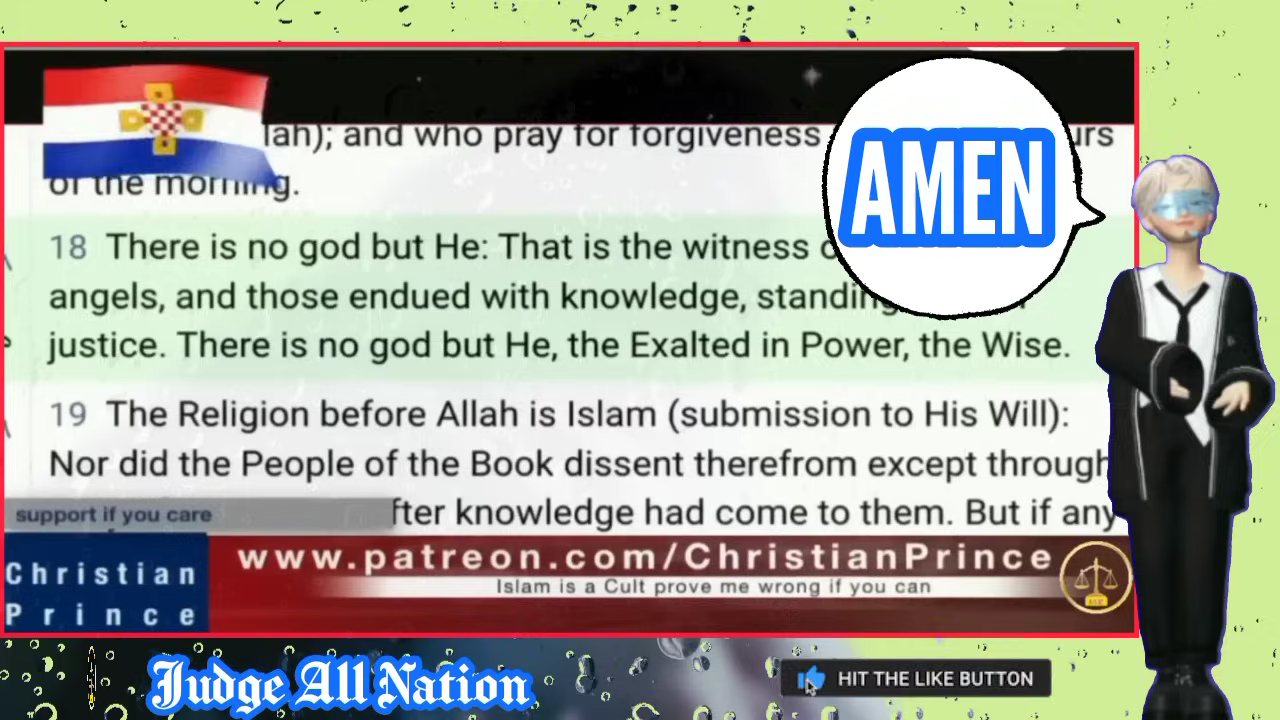 lah); and who pray for forgiveness
of the morning.
AMEN
18 There is no god but He: That is the witness
angels, and those endued with knowledge, standing
justice. There is no god but He, the Exalted in Power, the Wise.
19 The Religion before Allah is Islam (submission to His Will):
Nor did the People of the Book dissent therefrom except through
fter knowledge had come to them. But if any
support if you care
Christian
Prince
www.patreon.com/ChristianPrince
Islam is a Cult prove me wrong if you can
Judge All Nation
HIT THE LIKE BUTTON